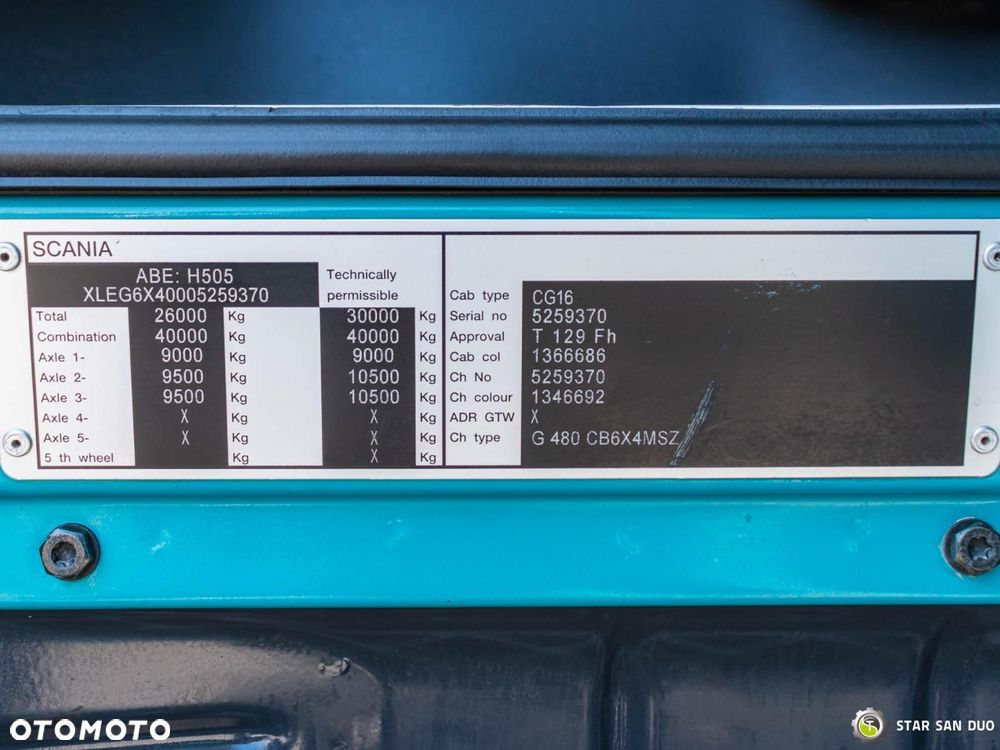 SCANIA
ABE: H505
XLEG6X40005259370
Technically
permissible
Total 26000 Kg 30000 Kg
Combination 40000 Kg 40000 Kg
Axle 1- 9000 Kg 9000 Kg
Axle 2- 9500 Kg 10500 Kg
Axle 3- 9500 Kg 10500 Kg
Axle 4- X Kg X Kg
Axle 5- X Kg X Kg
5 th wheel Kg X Kg
Cab type CG16
Serial no 5259370
Approval T 129 Fh
Cab col 1366686
Ch No 5259370
Ch colour 1346692
ADR GTW X
Ch type G 480 CB6X4MSZ
OTOMOTO
STAR SAN DUO